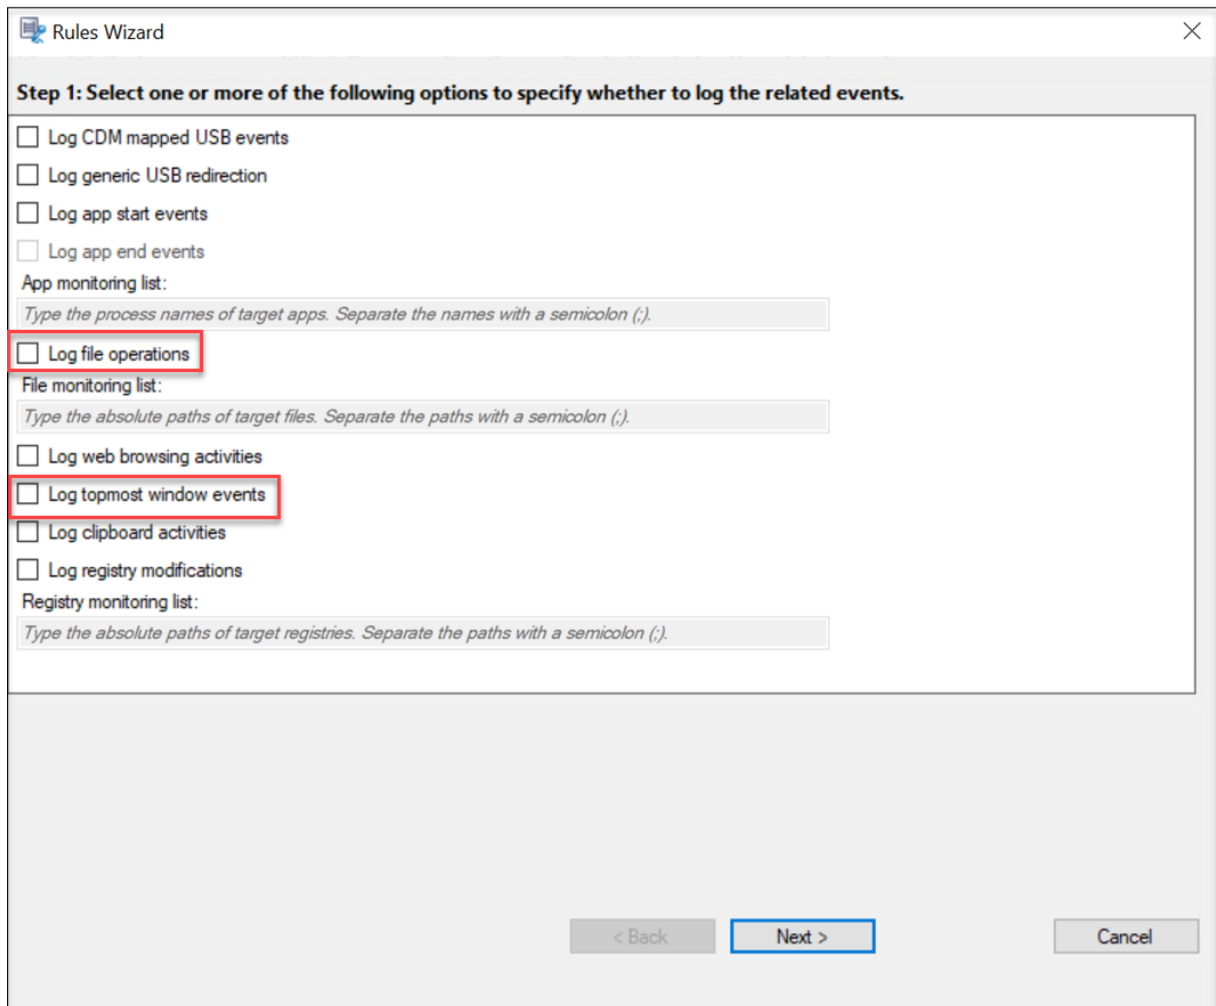 Rules Wizard
Step 1: Select one or more of the following options to specify whether to log the related events.
Log CDM mapped USB events
Log generic USB redirection
Log app start events
Log app end events
App monitoring list:
Type the process names of target apps. Separate the names with a semicolon (;).
Log file operations
File monitoring list:
Type the absolute paths of target files. Separate the paths with a semicolon (;).
Log web browsing activities
Log topmost window events
Log clipboard activities
Log registry modifications
Registry monitoring list:
Type the absolute paths of target registries. Separate the paths with a semicolon (;).
< Back Next > Cancel